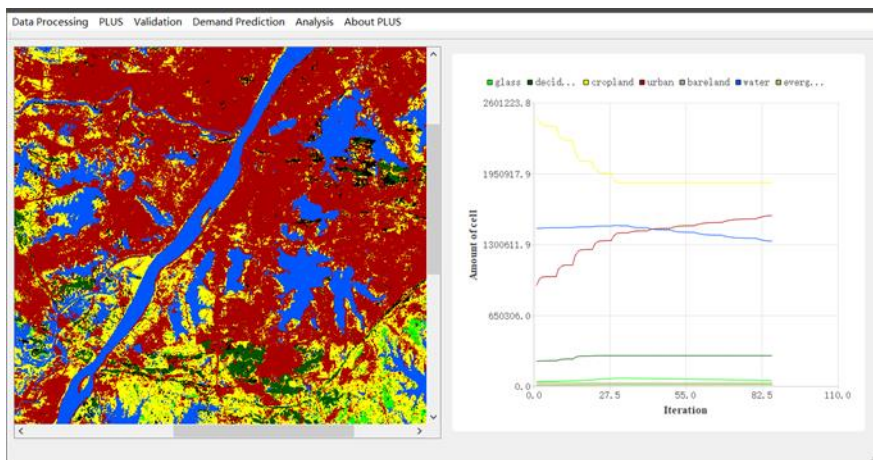 Data Processing PLUS Validation Demand Prediction Analysis About PLUS
glass decid... cropland urban bareland water everg...
2601223.8
1950917.9
1300611.9
650306.0
0.0
Amount of cell
0.0 27.5 55.0 82.5 110.0
Iteration